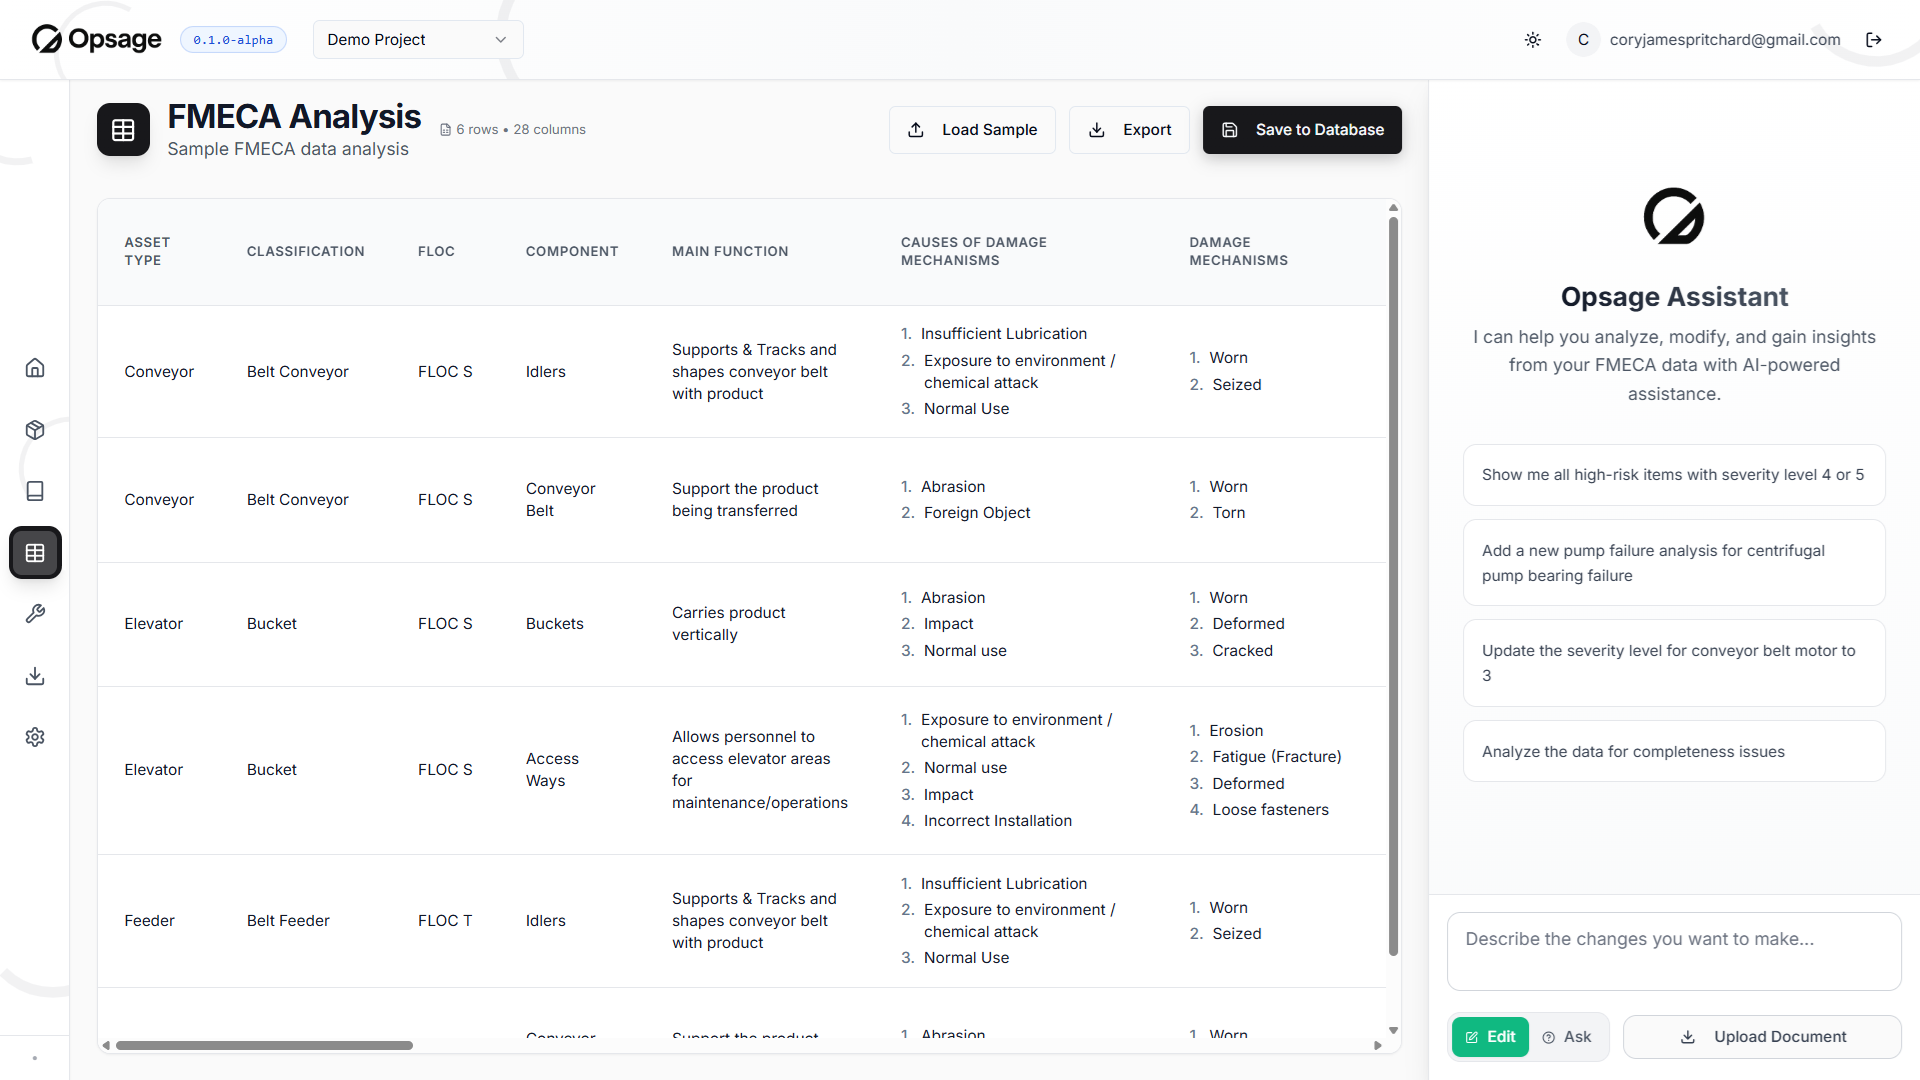 Opsage
0.1.0-alpha
Demo Project
C
coryjamespritchard@gmail.com
FMECA Analysis
6 rows • 28 columns
Sample FMECA data analysis
Load Sample
Export
Save to Database
ASSET
TYPE
CLASSIFICATION
FLOC
COMPONENT
MAIN FUNCTION
CAUSES OF DAMAGE
MECHANISMS
DAMAGE
MECHANISMS
Conveyor
Belt Conveyor
FLOC S
Idlers
Supports & Tracks and
shapes conveyor belt
with product
1. Insufficient Lubrication
2. Exposure to environment /
chemical attack
3. Normal Use
1. Worn
2. Seized
Conveyor
Belt Conveyor
FLOC S
Conveyor
Belt
Support the product
being transferred
1. Abrasion
2. Foreign Object
1. Worn
2. Torn
Elevator
Bucket
FLOC S
Buckets
Carries product
vertically
1. Abrasion
2. Impact
3. Normal use
1. Worn
2. Deformed
3. Cracked
Elevator
Bucket
FLOC S
Access
Ways
Allows personnel to
access elevator areas
for
maintenance/operations
1. Exposure to environment /
chemical attack
2. Normal use
3. Impact
4. Incorrect Installation
1. Erosion
2. Fatigue (Fracture)
3. Deformed
4. Loose fasteners
Feeder
Belt Feeder
FLOC T
Idlers
Supports & Tracks and
shapes conveyor belt
with product
1. Insufficient Lubrication
2. Exposure to environment /
chemical attack
3. Normal Use
1. Worn
2. Seized
Conveyor
Support the product
1. Abrasion
1. Worn
Opsage Assistant
I can help you analyze, modify, and gain insights
from your FMECA data with AI-powered
assistance.
Show me all high-risk items with severity level 4 or 5
Add a new pump failure analysis for centrifugal
pump bearing failure
Update the severity level for conveyor belt motor to
3
Analyze the data for completeness issues
Describe the changes you want to make...
Edit
Ask
Upload Document